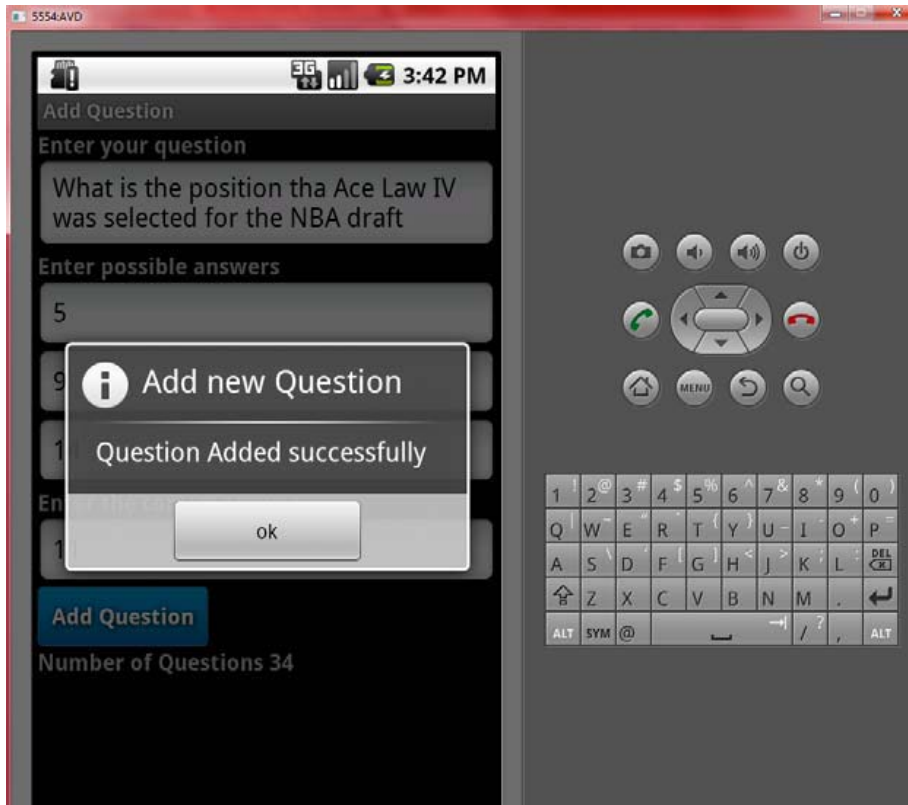 5554:AVD
3G 3:42 PM
Add Question
Enter your question
What is the position tha Ace Law IV
was selected for the NBA draft
Enter possible answers
5
9
Add new Question
Question Added successfully
ok
Add Question
Number of Questions 34
MENU
1 ! 2 @ 3 # 4 $ 5 % 6 ^ 7 & 8 * 9 ( 0 )
Q | W ~ E " R ` T { Y } U _ I - O + P =
A S \ D ' F [ G ] H < J > K ; L : DEL
Z X C V B N M .
ALT SYM @ / ? , ALT